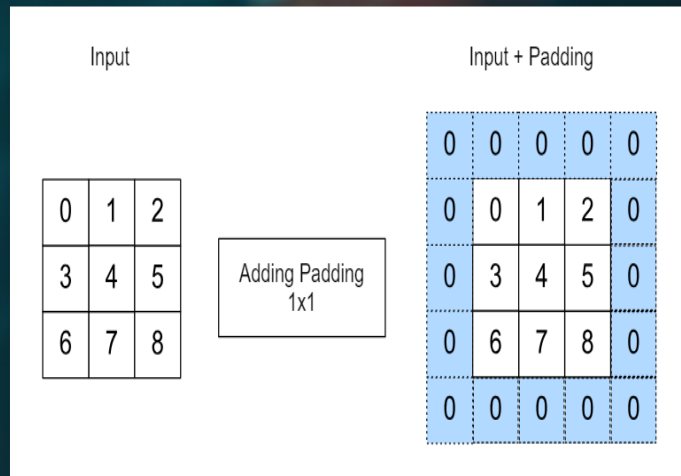 Input
Input + Padding
0 1 2
3 4 5
6 7 8
Adding Padding
1x1
0 0 0 0 0
0 0 1 2 0
0 3 4 5 0
0 6 7 8 0
0 0 0 0 0